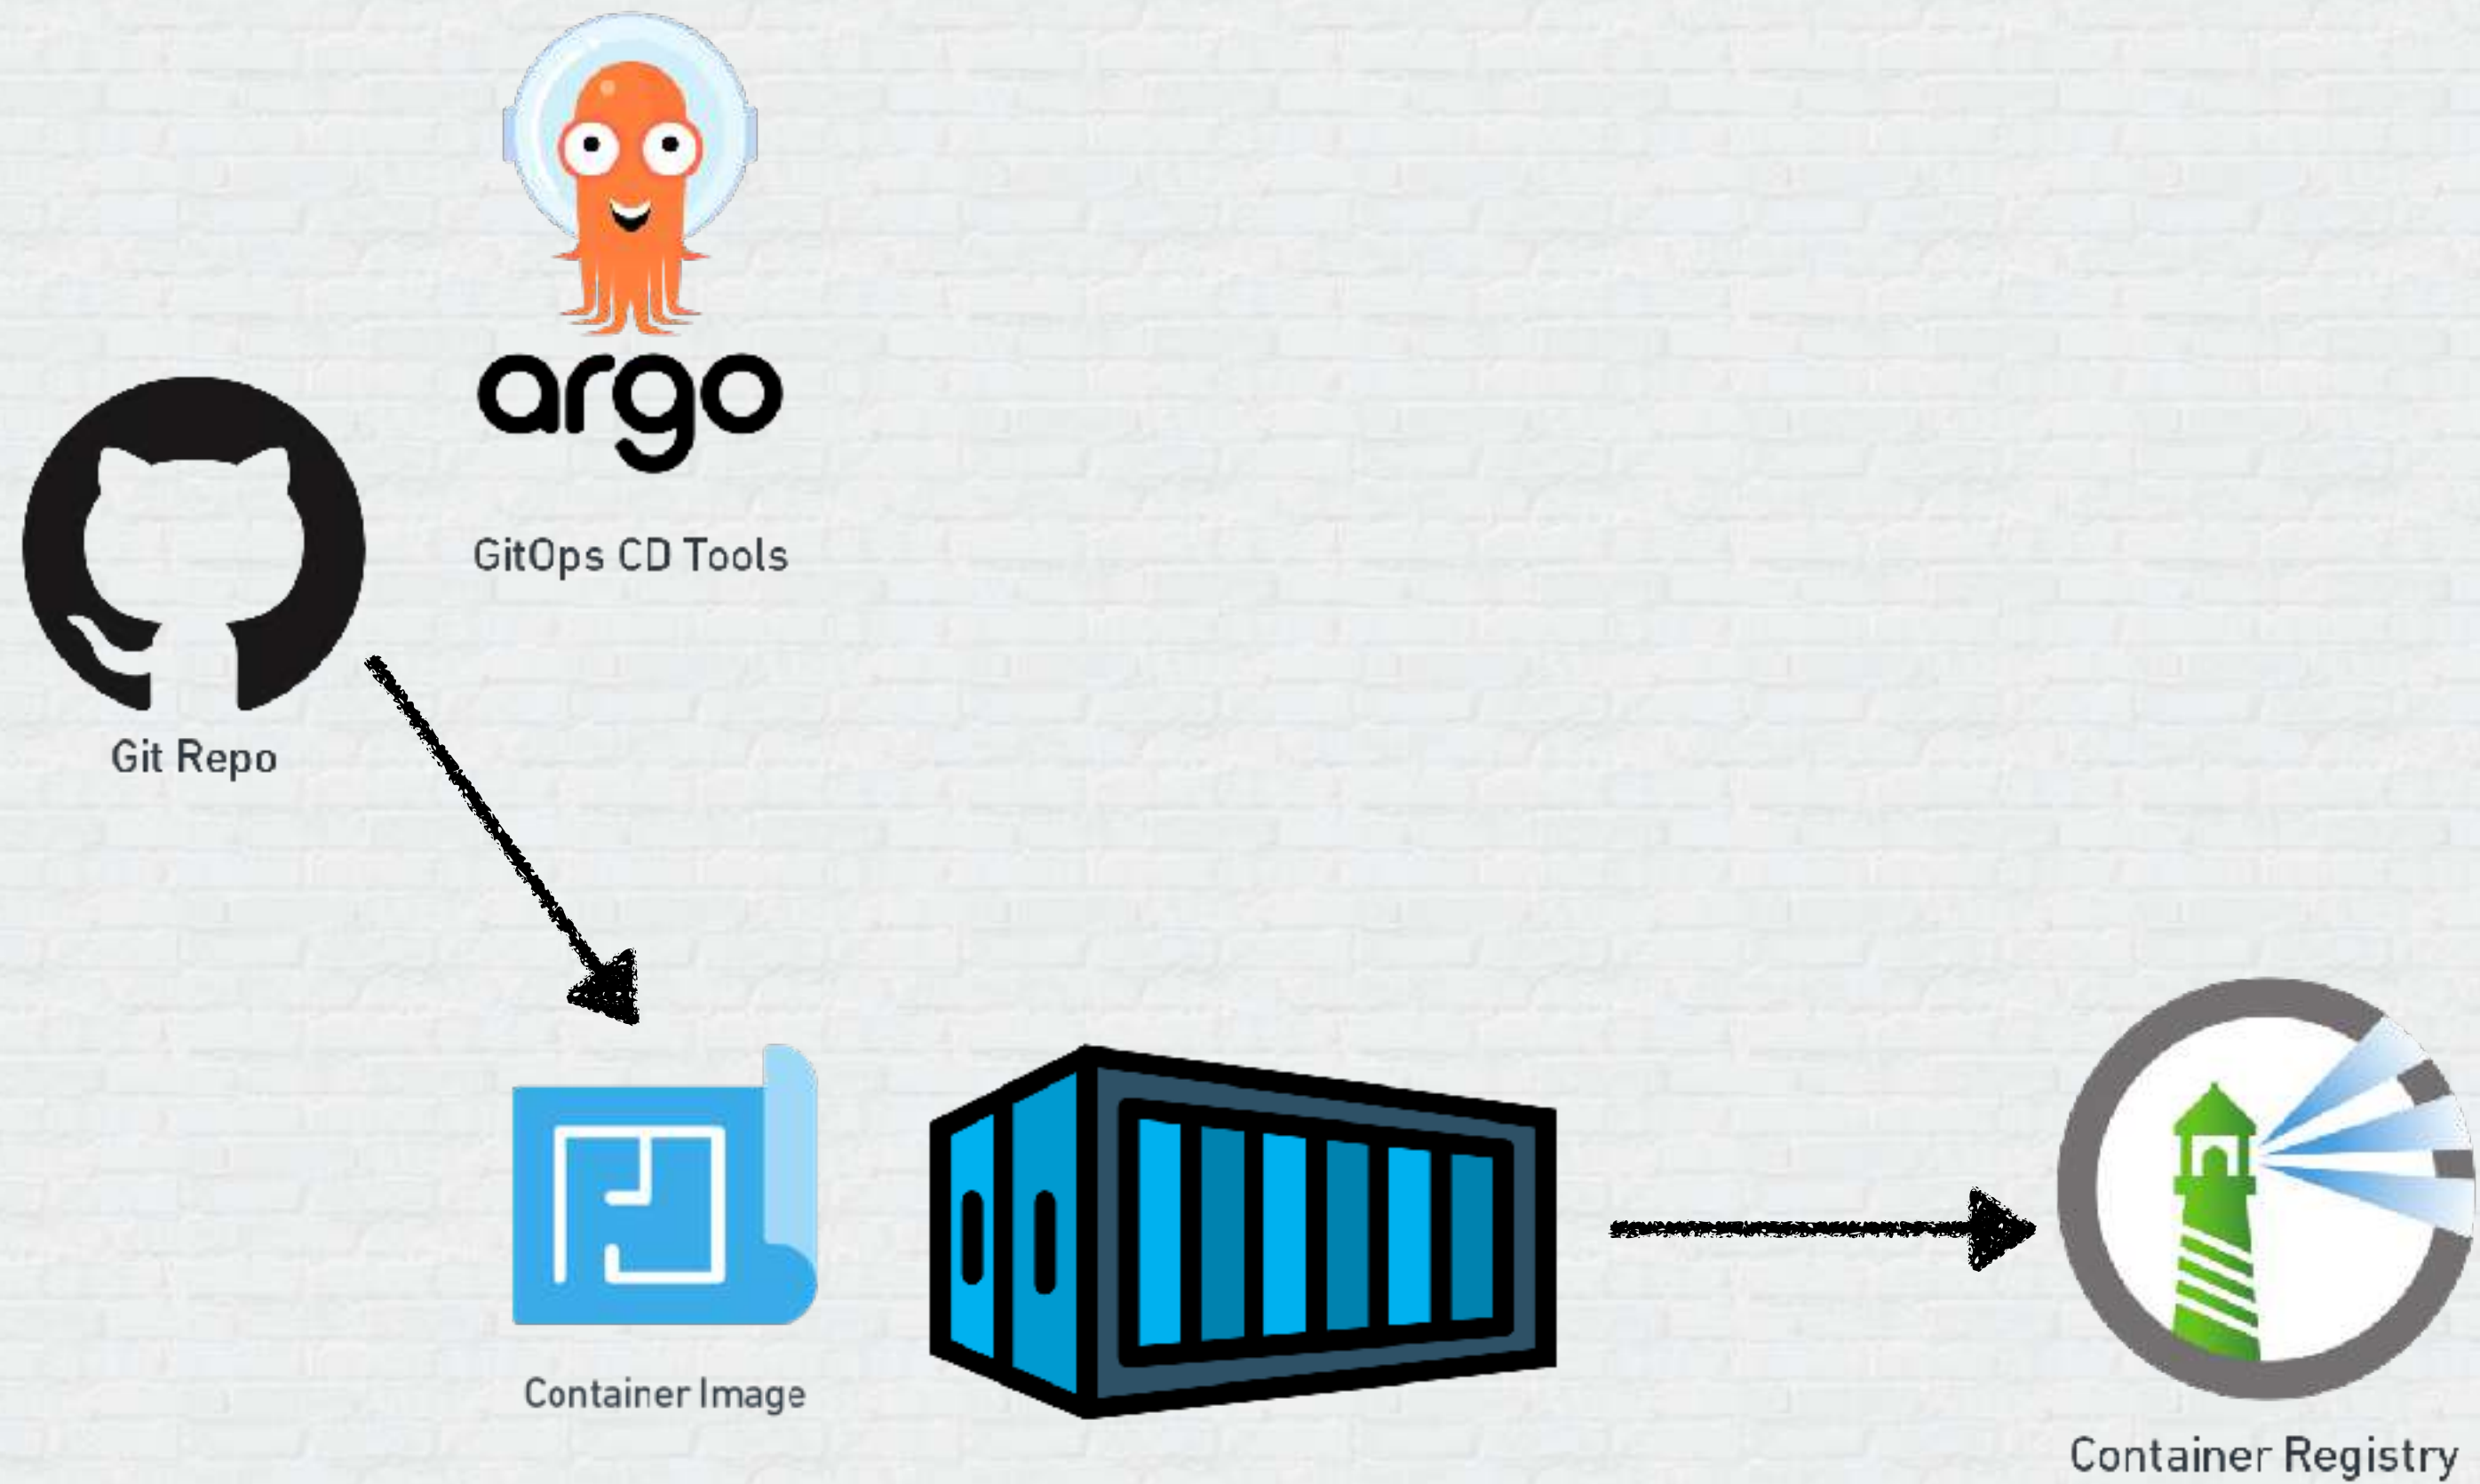 argo
GitOps CD Tools
Git Repo
Container Image
Container Registry